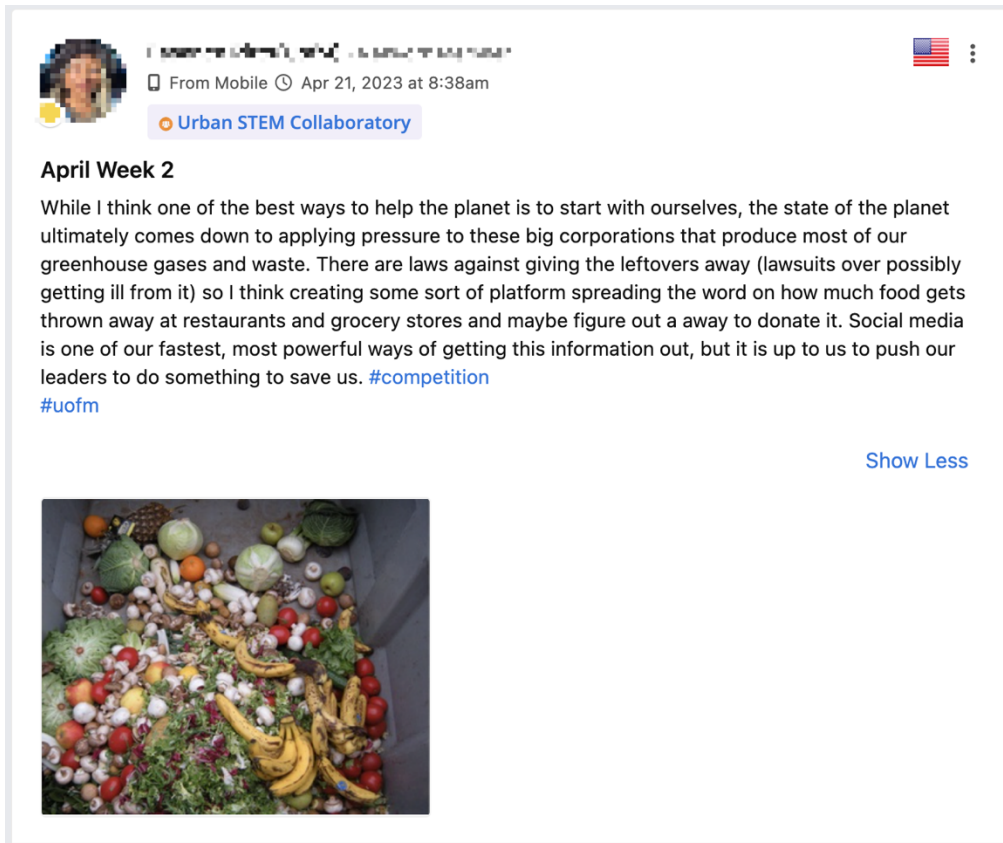 From Mobile Apr 21, 2023 at 8:38am
Urban STEM Collaboratory
April Week 2
While I think one of the best ways to help the planet is to start with ourselves, the state of the planet
ultimately comes down to applying pressure to these big corporations that produce most of our
greenhouse gases and waste. There are laws against giving the leftovers away (lawsuits over possibly
getting ill from it) so I think creating some sort of platform spreading the word on how much food gets
thrown away at restaurants and grocery stores and maybe figure out a away to donate it. Social media
is one of our fastest, most powerful ways of getting this information out, but it is up to us to push our
leaders to do something to save us. #competition
#uofm
Show Less